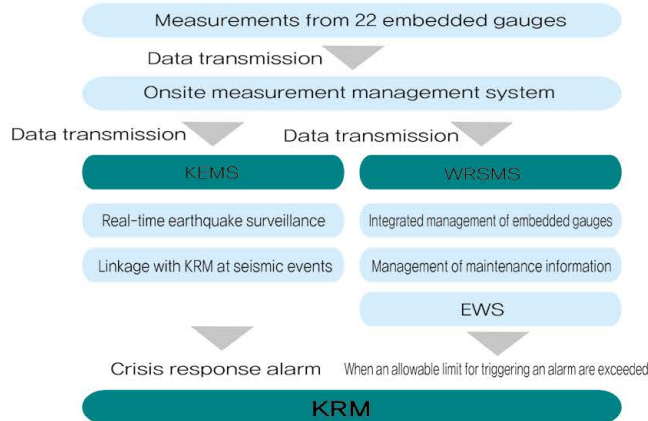 Measurements from 22 embedded gauges
Data transmission
Onsite measurement management system
Data transmission
Data transmission
KEMS
WRSMS
Real-time earthquake surveillance
Integrated management of embedded gauges
Linkage with KRM at seismic events
Management of maintenance information
EWS
Crisis response alarm
When an allowable limit for triggering an alarm are exceeded
KRM